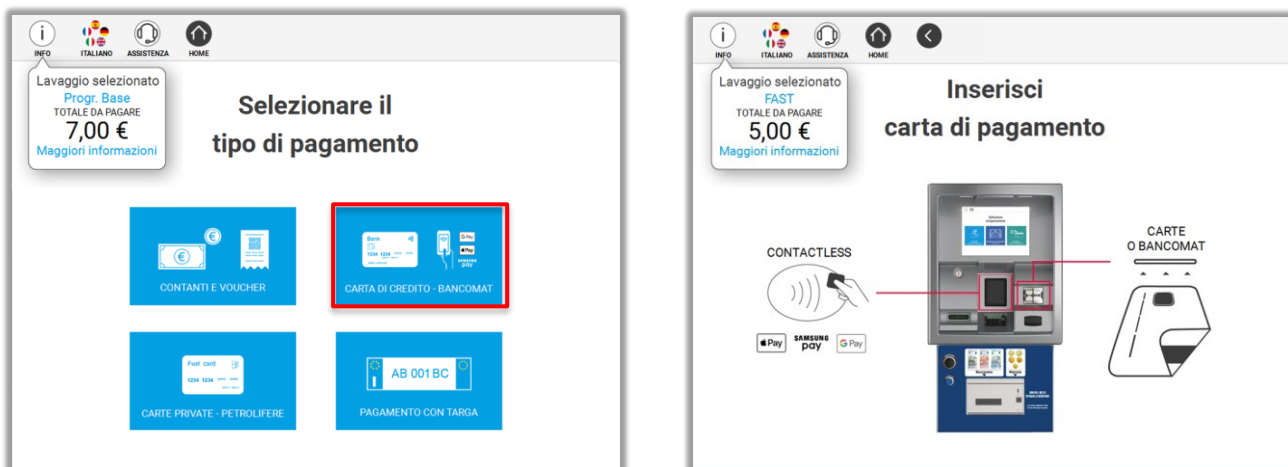 INFO
ITALIANO
ASSISTENZA
HOME
Lavaggio selezionato
Progr. Base
TOTALE DA PAGARE
7,00 €
Maggiori informazioni
Selezionare il
tipo di pagamento
CONTANTI E VOUCHER
Bank
1234 1234
G Pay
Pay
SAMSUNG
pay
CARTA DI CREDITO - BANCOMAT
Fuel card
1234 1234
CARTE PRIVATE - PETROLIFERE
AB 001 BC
PAGAMENTO CON TARGA
INFO
ITALIANO
ASSISTENZA
HOME
Lavaggio selezionato
FAST
TOTALE DA PAGARE
5,00 €
Maggiori informazioni
Inserisci
carta di pagamento
CONTACTLESS
Pay
SAMSUNG
pay
G Pay
CARTE
O BANCOMAT